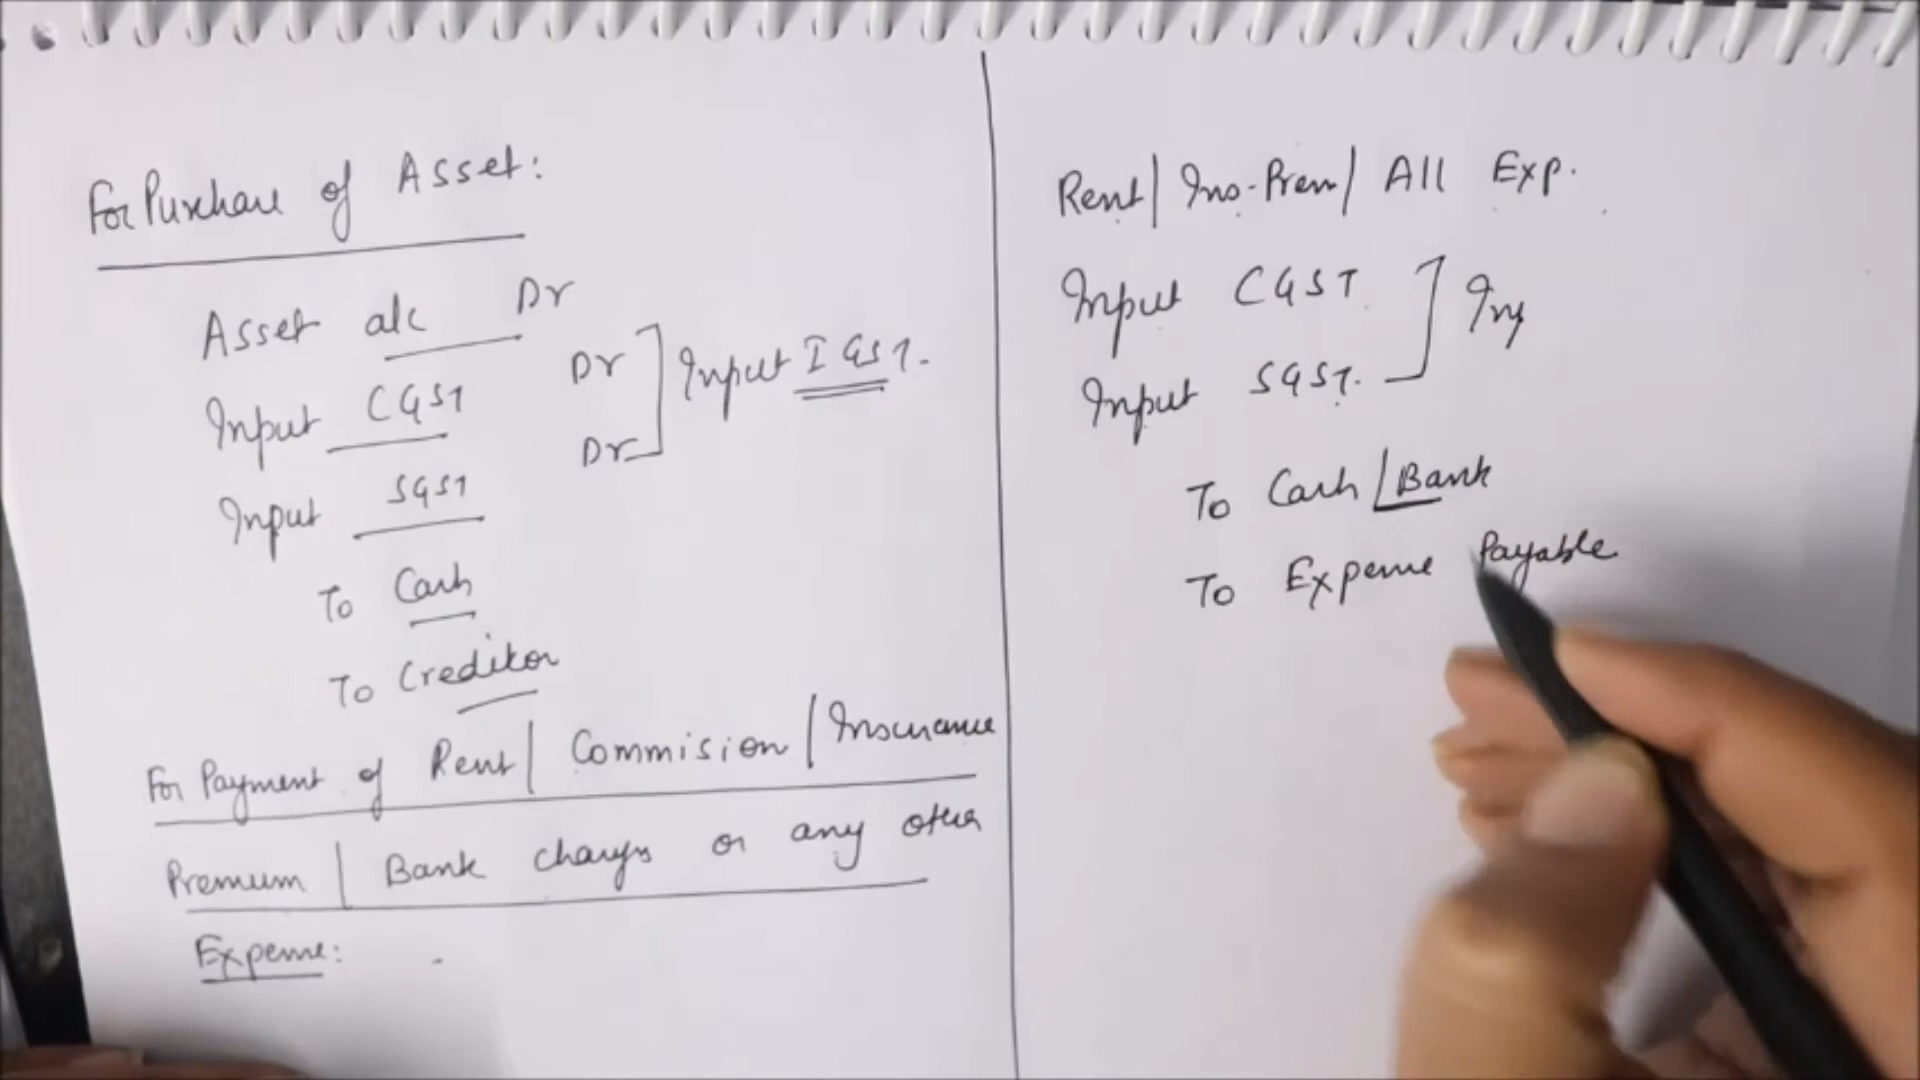 For Purchase of Asset:
Asset a/c Dr
Input CGST Dr
Input SGST Dr
Input IGST.
To Cash
To Creditor
For Payment of Rent / Commision / Insurance
Premium / Bank charges or any other
Expense:
Rent / Ins-Prem / All Exp.
Input CGST
Input SGST.
To Cash / Bank
To Expense Payable